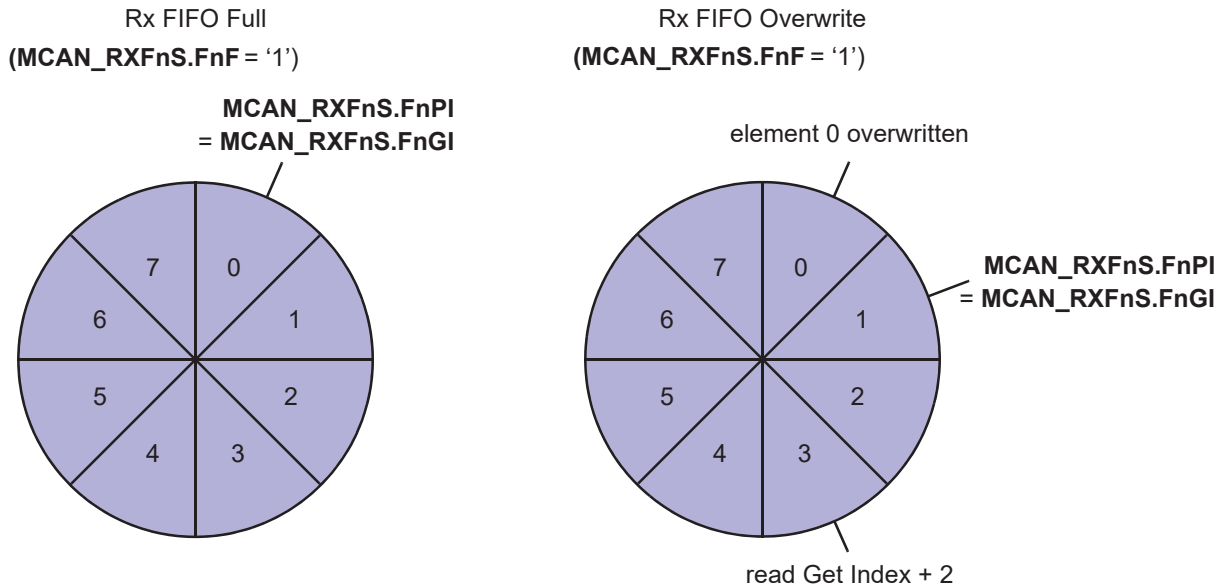 Rx FIFO Full
(MCAN_RXFnS.FnF = ‘1’)
MCAN_RXFnS.FnPI
= MCAN_RXFnS.FnGI
7
0
6
1
5
2
4
3
Rx FIFO Overwrite
(MCAN_RXFnS.FnF = ‘1’)
element 0 overwritten
MCAN_RXFnS.FnPI
= MCAN_RXFnS.FnGI
7
0
6
1
5
2
4
3
read Get Index + 2